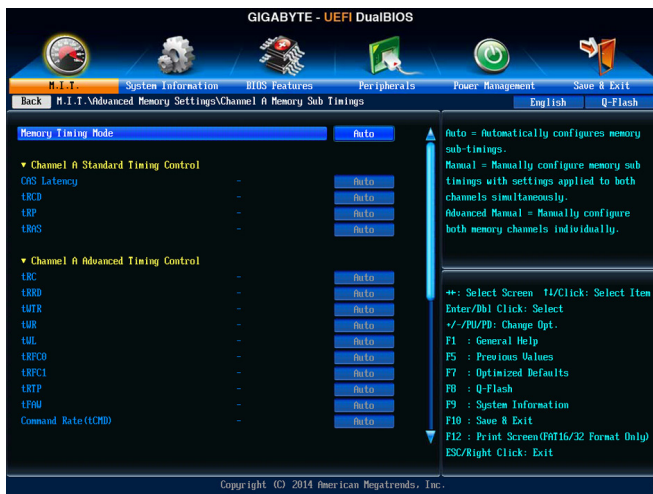 GIGABYTE - UEFI DualBIOS
M.I.T. System Information BIOS Features Peripherals Power Management Save & Exit
Back M.I.T.\Advanced Memory Settings\Channel A Memory Sub Timings English Q-Flash
Memory Timing Mode Auto
▼ Channel A Standard Timing Control
CAS Latency - Auto
tRCD - Auto
tRP - Auto
tRAS - Auto
▼ Channel A Advanced Timing Control
tRC - Auto
tRRD - Auto
tWTR - Auto
tWR - Auto
tWL - Auto
tRFC0 - Auto
tRFC1 - Auto
tRTP - Auto
tFAW - Auto
Command Rate(tCMD) - Auto
Auto = Automatically configures memory
sub-timings.
Manual = Manually configure memory sub
timings with settings applied to both
channels simultaneously.
Advanced Manual = Manually configure
both memory channels individually.
→←: Select Screen ↑↓/Click: Select Item
Enter/Dbl Click: Select
+/-/PU/PD: Change Opt.
F1 : General Help
F5 : Previous Values
F7 : Optimized Defaults
F8 : Q-Flash
F9 : System Information
F10 : Save & Exit
F12 : Print Screen(FAT16/32 Format Only)
ESC/Right Click: Exit
Copyright (C) 2014 American Megatrends, Inc.